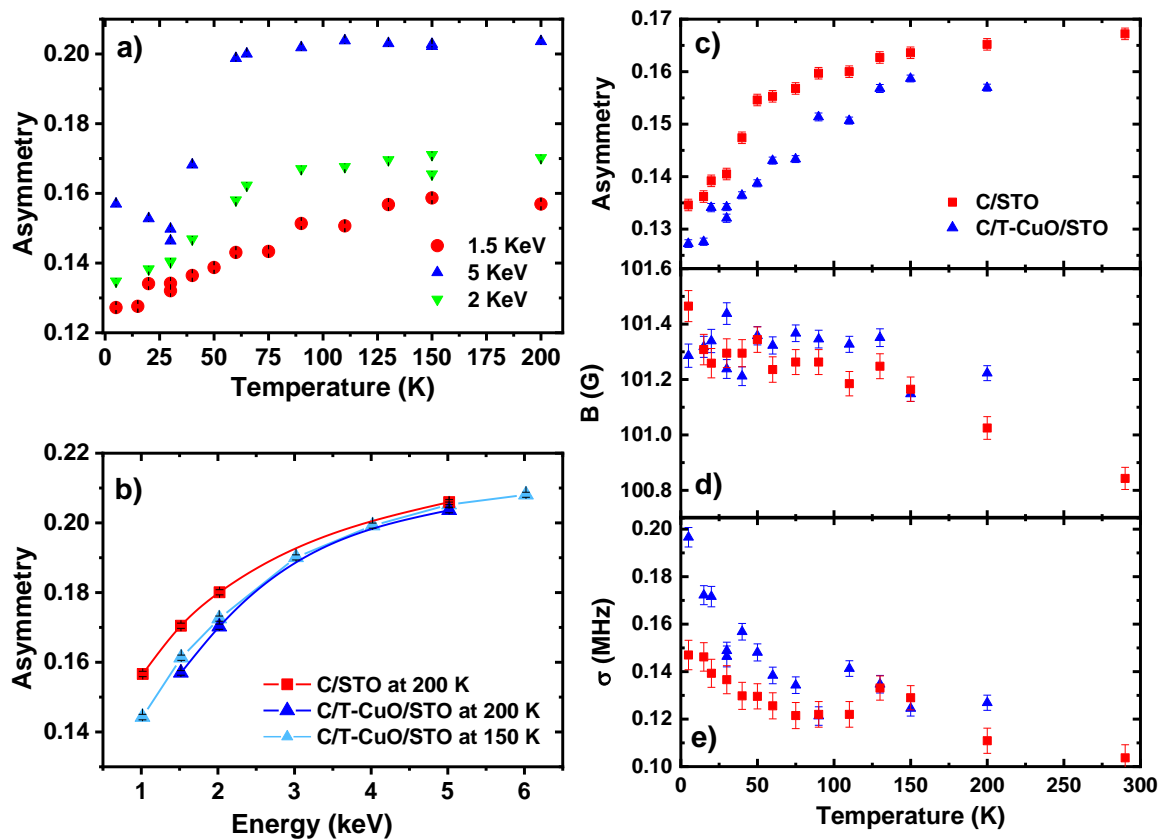 a)
Asymmetry
0.20
0.18
0.16
0.14
0.12
0 25 50 75 100 125 150 175 200
Temperature (K)
1.5 KeV
5 KeV
2 KeV
b)
Asymmetry
0.22
0.20
0.18
0.16
0.14
1 2 3 4 5 6
Energy (keV)
C/STO at 200 K
C/T-CuO/STO at 200 K
C/T-CuO/STO at 150 K
c)
Asymmetry
0.17
0.16
0.15
0.14
0.13
C/STO
C/T-CuO/STO
d)
B (G)
101.6
101.4
101.2
101.0
100.8
e)
σ (MHz)
0.20
0.18
0.16
0.14
0.12
0.10
0 50 100 150 200 250 300
Temperature (K)